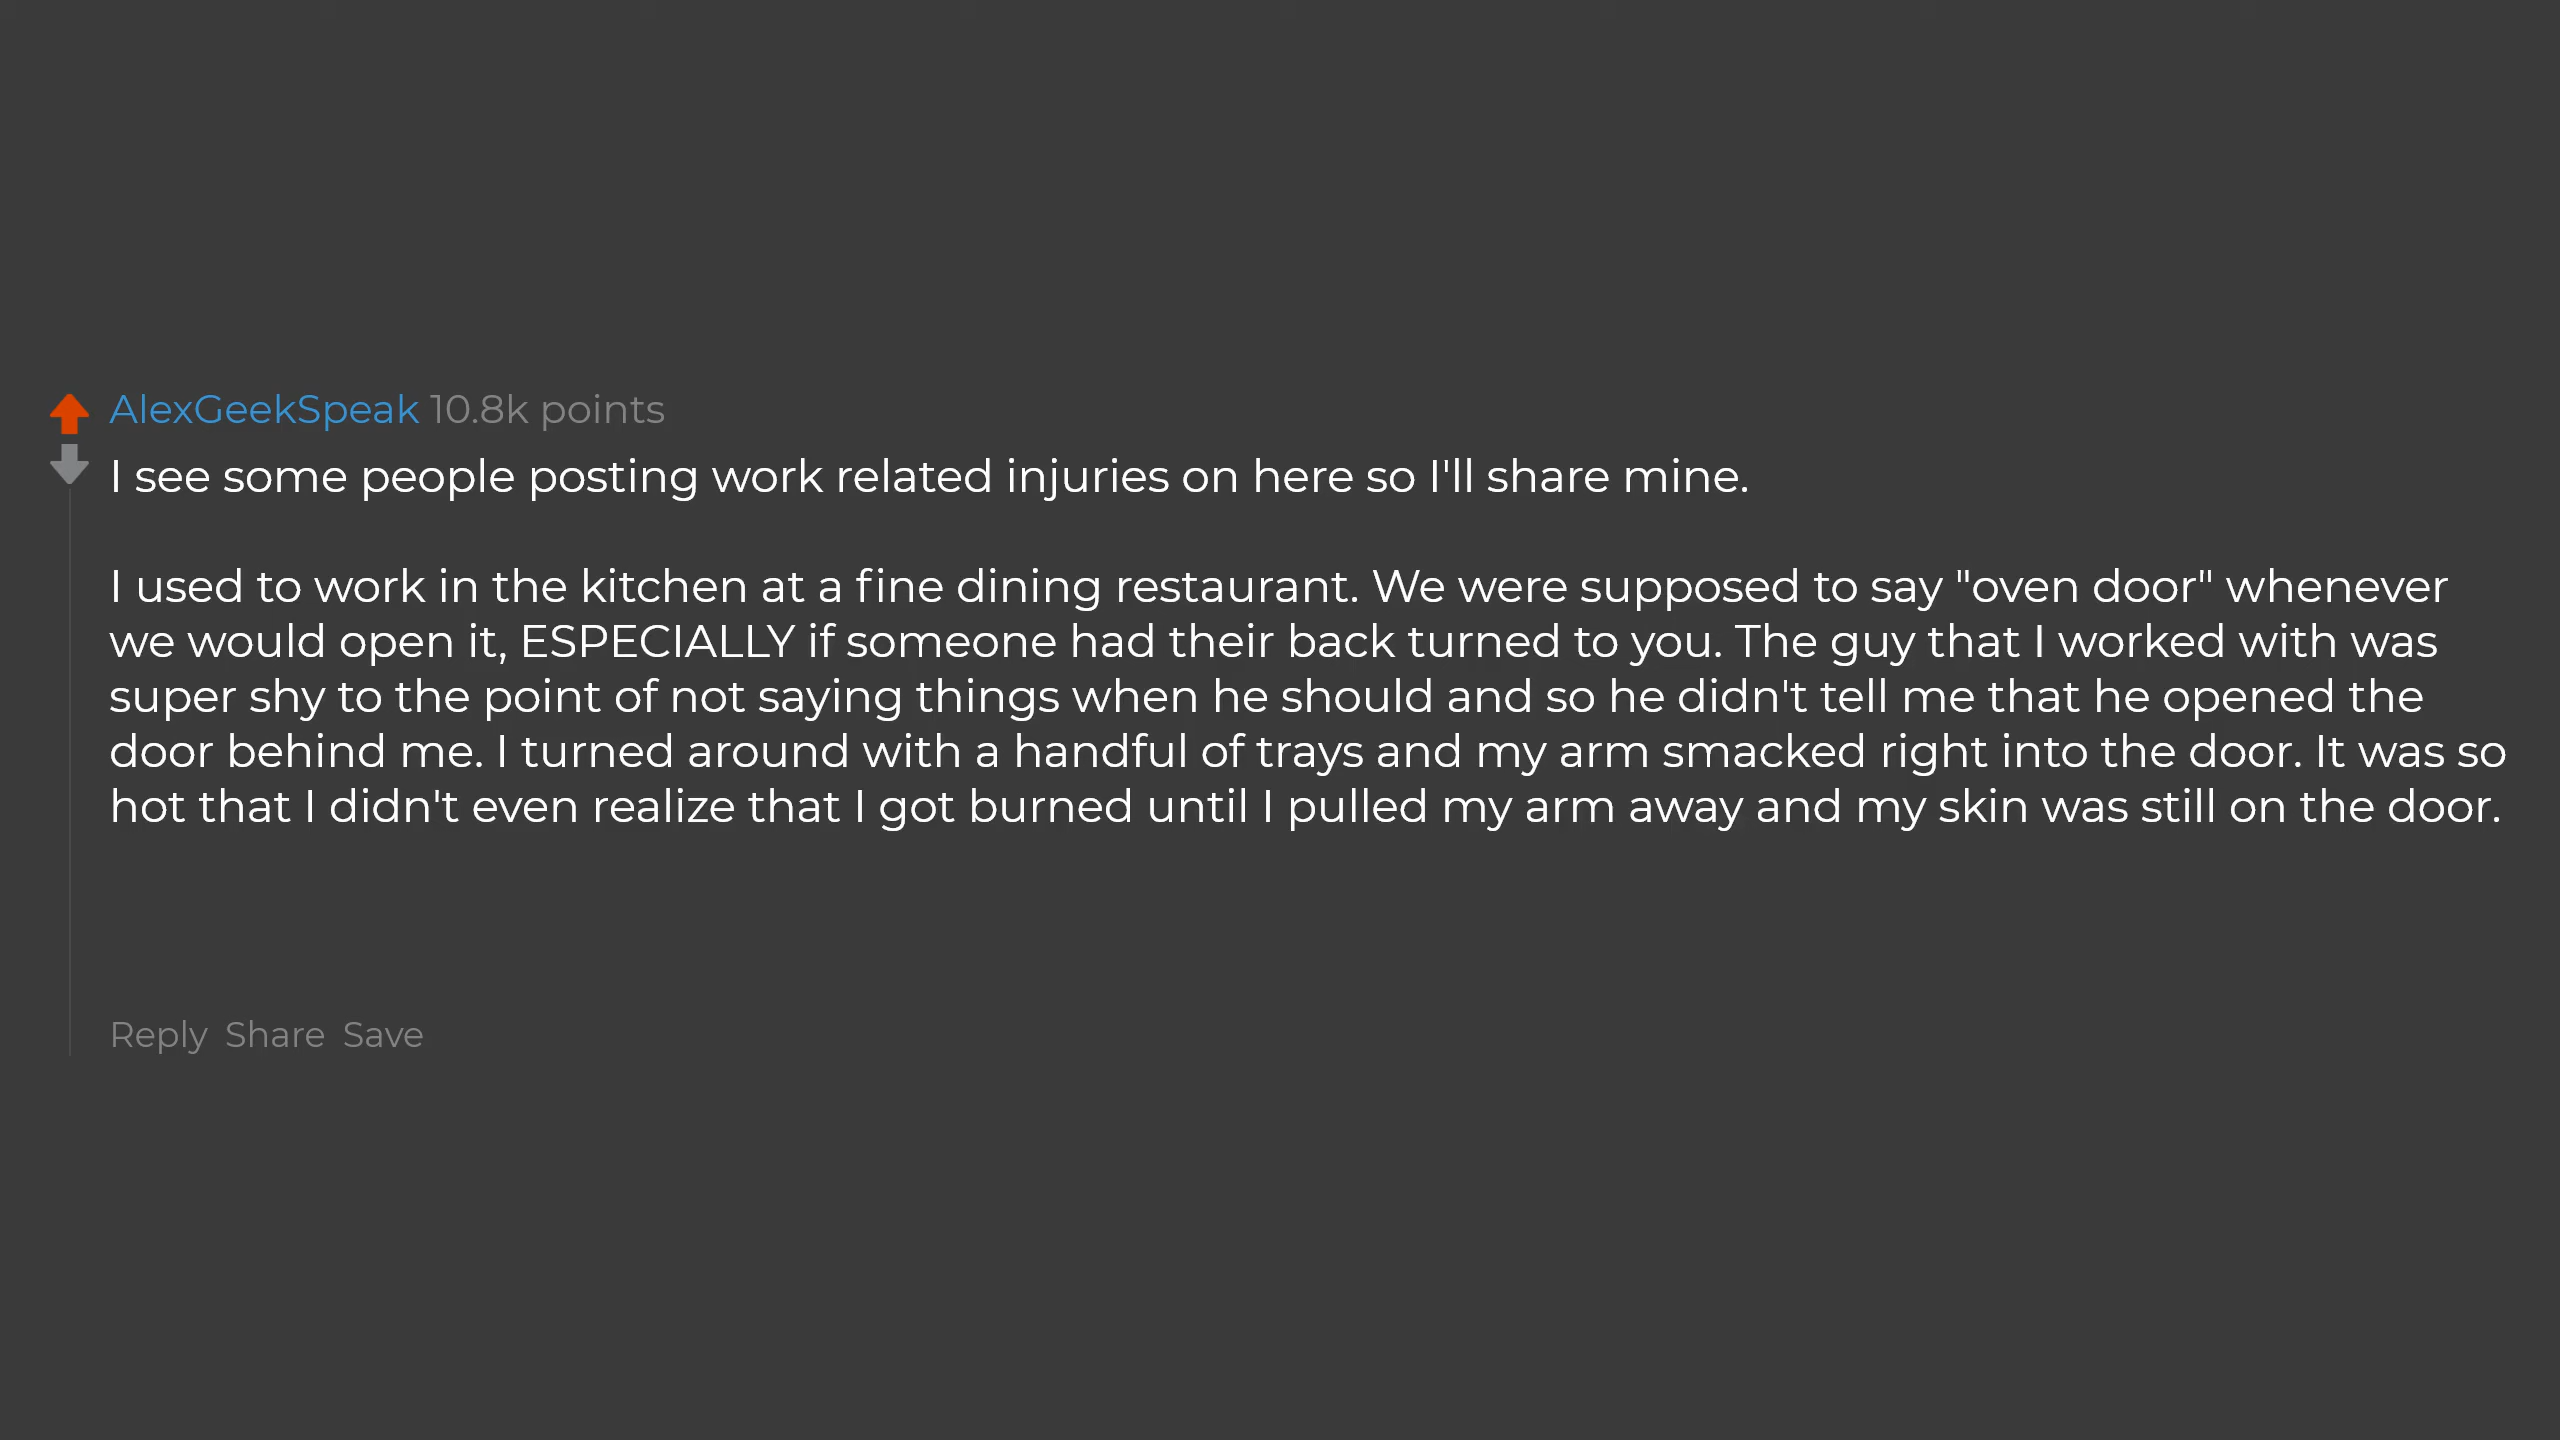 AlexGeekSpeak 10.8k points
I see some people posting work related injuries on here so I'll share mine.
I used to work in the kitchen at a fine dining restaurant. We were supposed to say "oven door" whenever
we would open it, ESPECIALLY if someone had their back turned to you. The guy that I worked with was
super shy to the point of not saying things when he should and so he didn't tell me that he opened the
door behind me. I turned around with a handful of trays and my arm smacked right into the door. It was so
hot that I didn't even realize that I got burned until I pulled my arm away and my skin was still on the door.
Reply Share Save